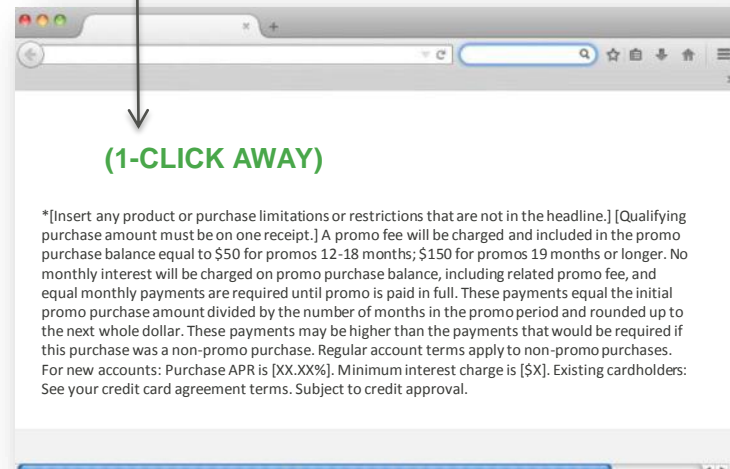 (1-CLICK AWAY)
*[Insert any product or purchase limitations or restrictions that are not in the headline.] [Qualifying
purchase amount must be on one receipt.] A promo fee will be charged and included in the promo
purchase balance equal to $50 for promos 12-18 months; $150 for promos 19 months or longer. No
monthly interest will be charged on promo purchase balance, including related promo fee, and
equal monthly payments are required until promo is paid in full. These payments equal the initial
promo purchase amount divided by the number of months in the promo period and rounded up to
the next whole dollar. These payments may be higher than the payments that would be required if
this purchase was a non-promo purchase. Regular account terms apply to non-promo purchases.
For new accounts: Purchase APR is [XX.XX%]. Minimum interest charge is [$X]. Existing cardholders:
See your credit card agreement terms. Subject to credit approval.